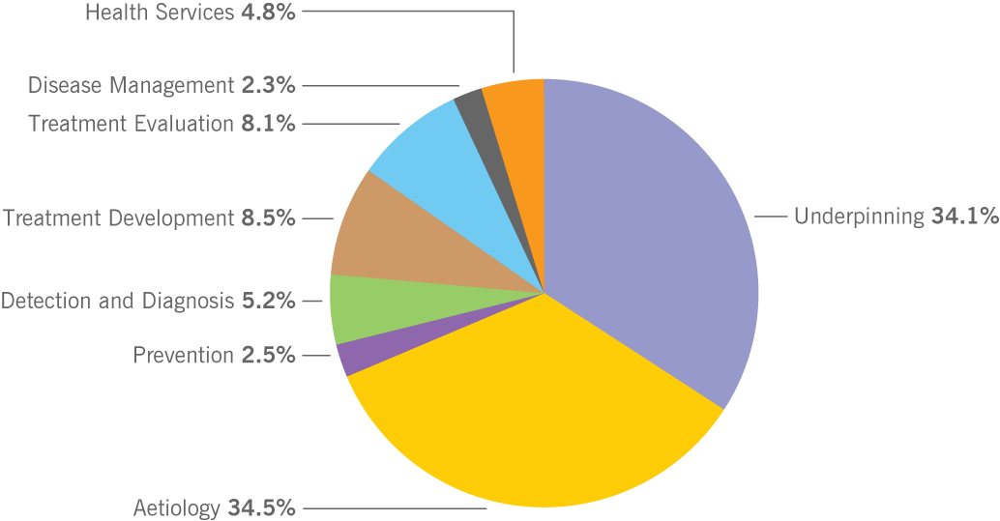 Health Services 4.8%
Disease Management 2.3%
Treatment Evaluation 8.1%
Treatment Development 8.5%
Underpinning 34.1%
Detection and Diagnosis 5.2%
Prevention 2.5%
Aetiology 34.5%